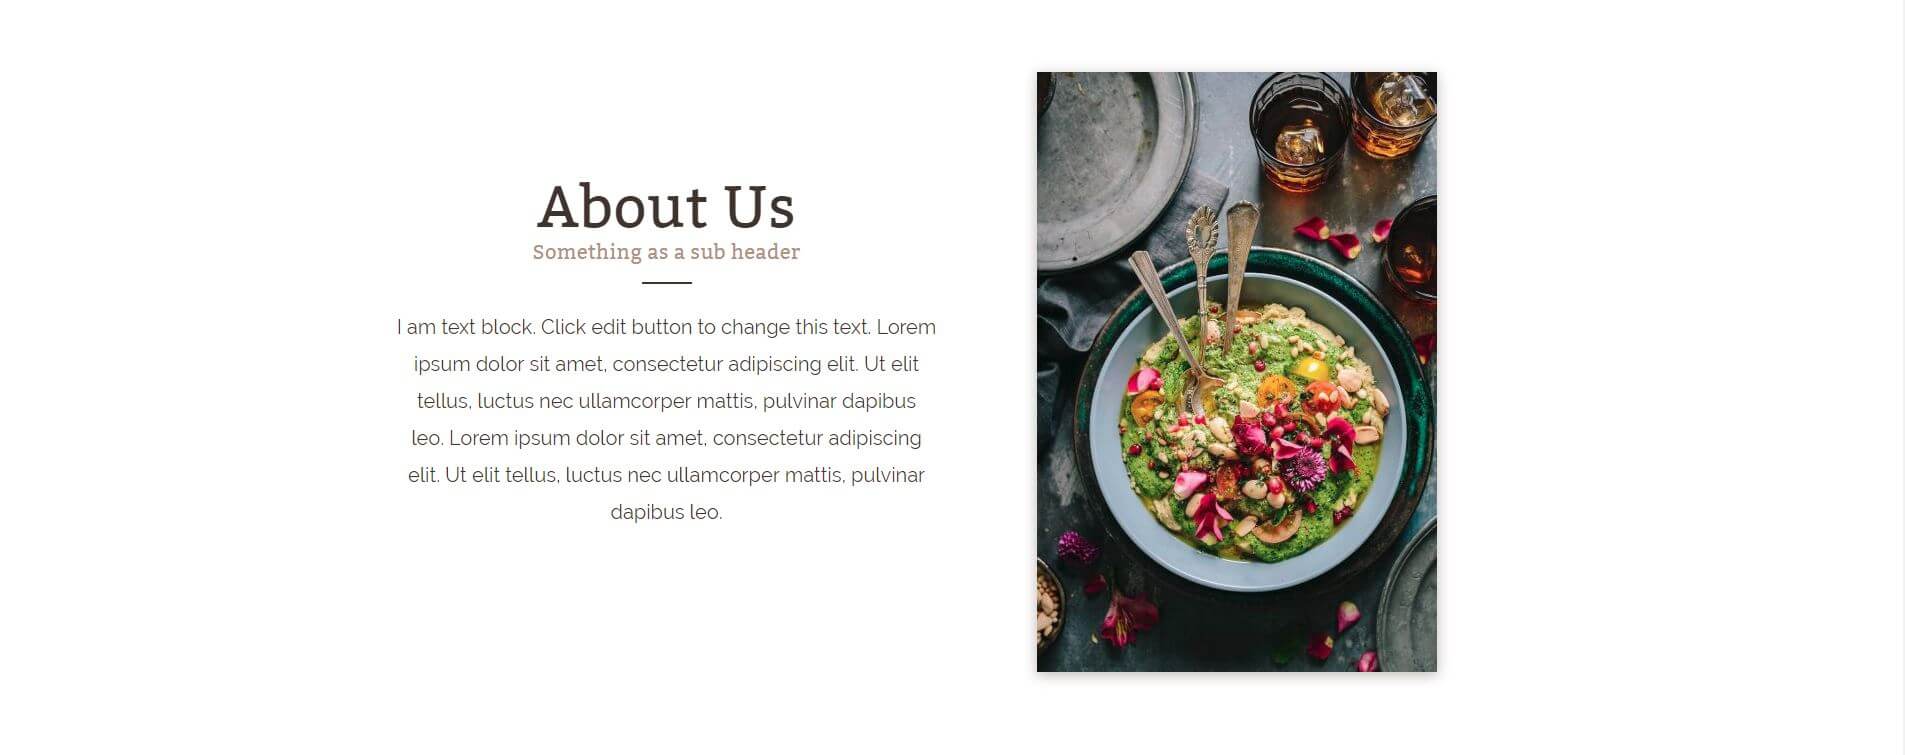 About Us
Something as a sub header
I am text block. Click edit button to change this text. Lorem
ipsum dolor sit amet, consectetur adipiscing elit. Ut elit
tellus, luctus nec ullamcorper mattis, pulvinar dapibus
leo. Lorem ipsum dolor sit amet, consectetur adipiscing
elit. Ut elit tellus, luctus nec ullamcorper mattis, pulvinar
dapibus leo.